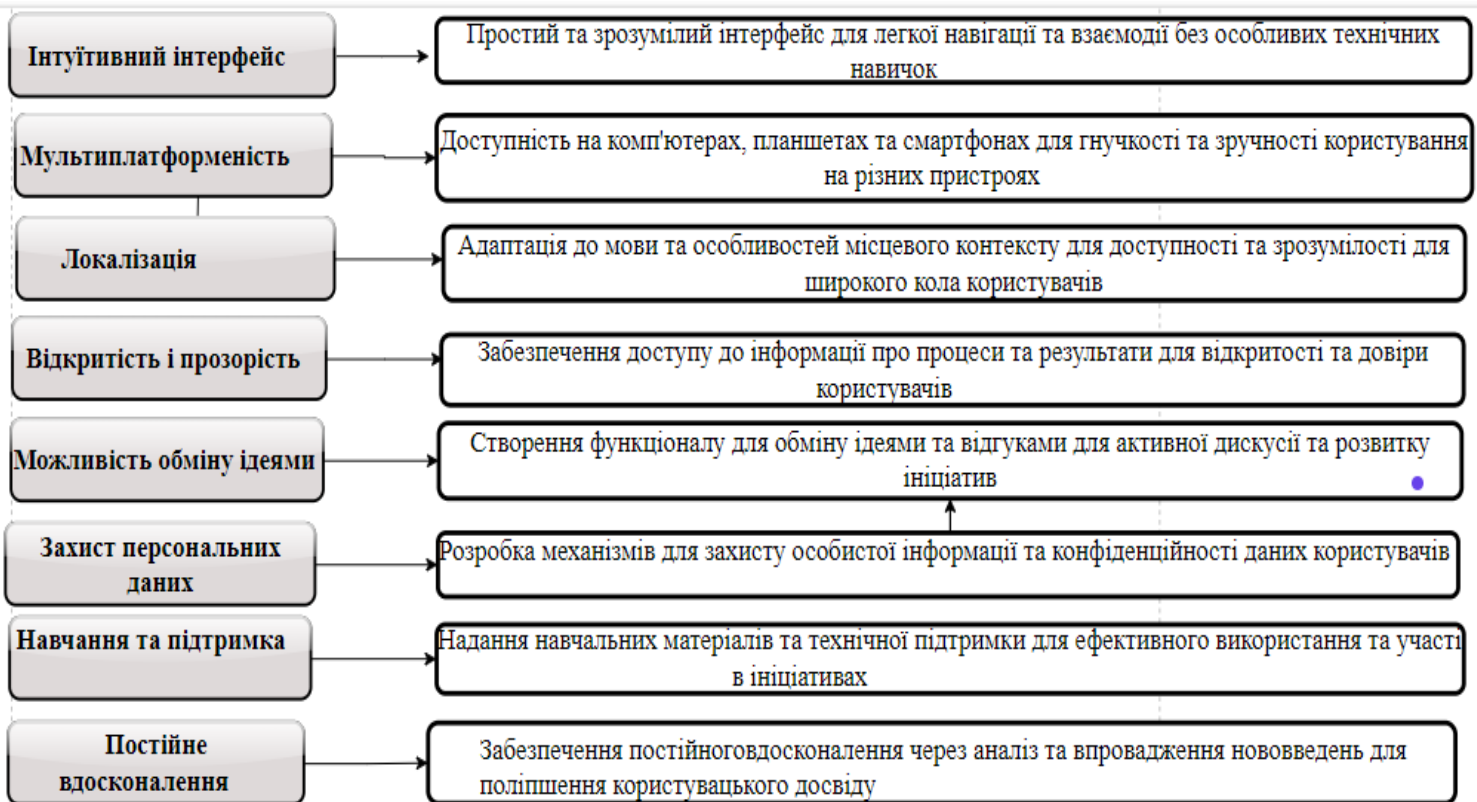 Інтуїтивний інтерфейс
Простий та зрозумілий інтерфейс для легкої навігації та взаємодії без особливих технічних
навичок
Мультиплатформеність
Доступність на комп'ютерах, планшетах та смартфонах для гнучкості та зручності користування
на різних пристроях
Локалізація
Адаптація до мови та особливостей місцевого контексту для доступності та зрозумілості для
широкого кола користувачів
Відкритість і прозорість
Забезпечення доступу до інформації про процеси та результати для відкритості та довіри
користувачів
Можливість обміну ідеями
Створення функціоналу для обміну ідеями та відгуками для активної дискусії та розвитку
ініціатив
Захист персональних
даних
Розробка механізмів для захисту особистої інформації та конфіденційності даних користувачів
Навчання та підтримка
Надання навчальних матеріалів та технічної підтримки для ефективного використання та участі
в ініціативах
Постійне
вдосконалення
Забезпечення постійноговдосконалення через аналіз та впровадження нововведень для
поліпшення користувацького досвіду